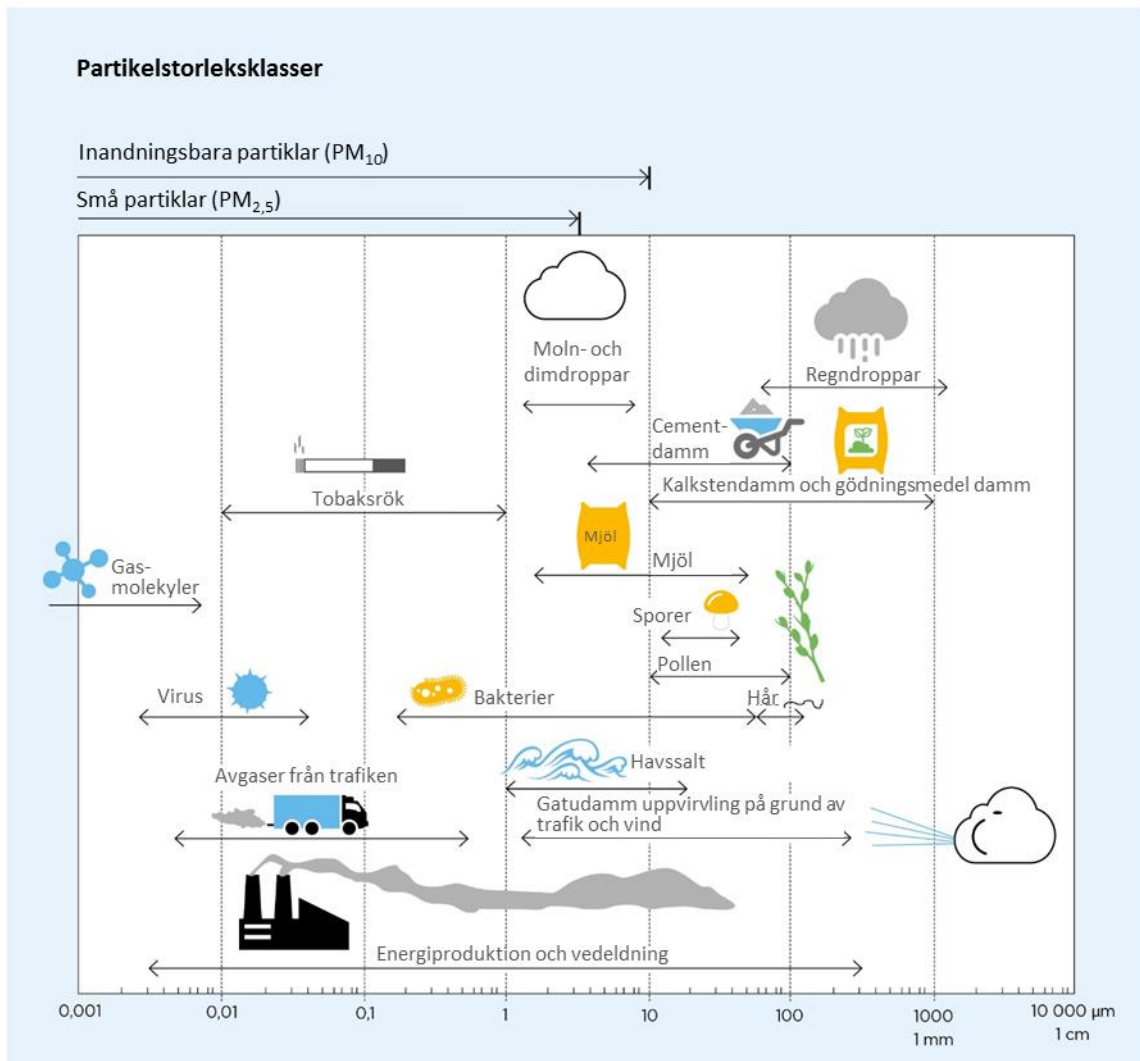 Partikelstorleksklasser
Inandningsbara partiklar (PM10)
Små partiklar (PM2,5)
Moln- och
dimdroppar
Regndroppar
Cement-
damm
Kalkstendamm och gödningsmedel damm
Tobaksrök
Mjöl
Mjöl
Gas-
molekyler
Sporer
Pollen
Virus
Bakterier
Hår
Havssalt
Avgaser från trafiken
Gatudamm uppvirvling på grund av
trafik och vind
Energiproduktion och vedeldning
0,001 0,01 0,1 1 10 100 1000 10 000 µm
1 mm 1 cm